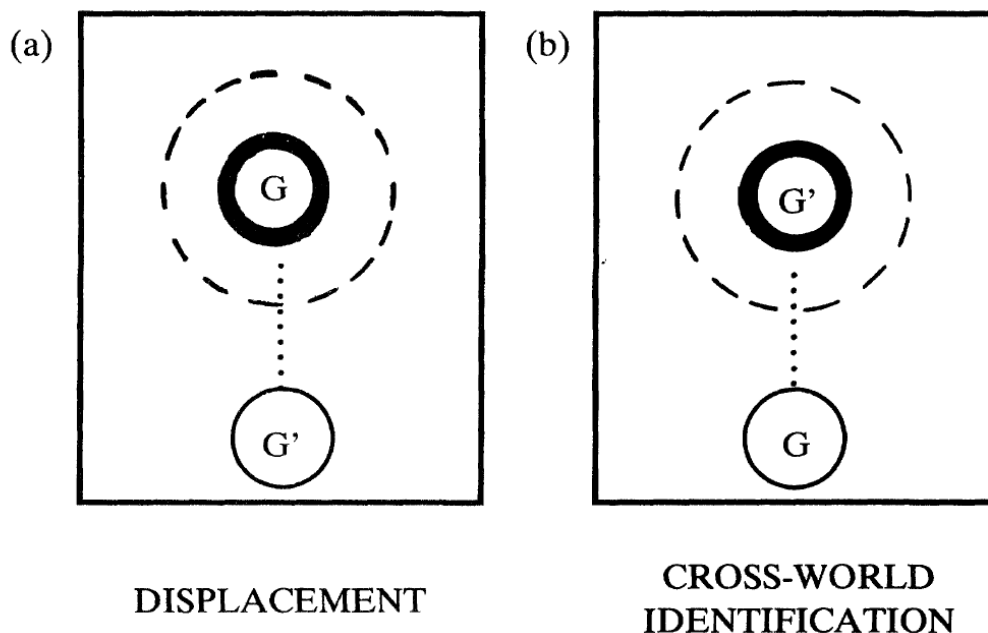 (a)
G
G'
DISPLACEMENT
(b)
G'
G
CROSS-WORLD
IDENTIFICATION